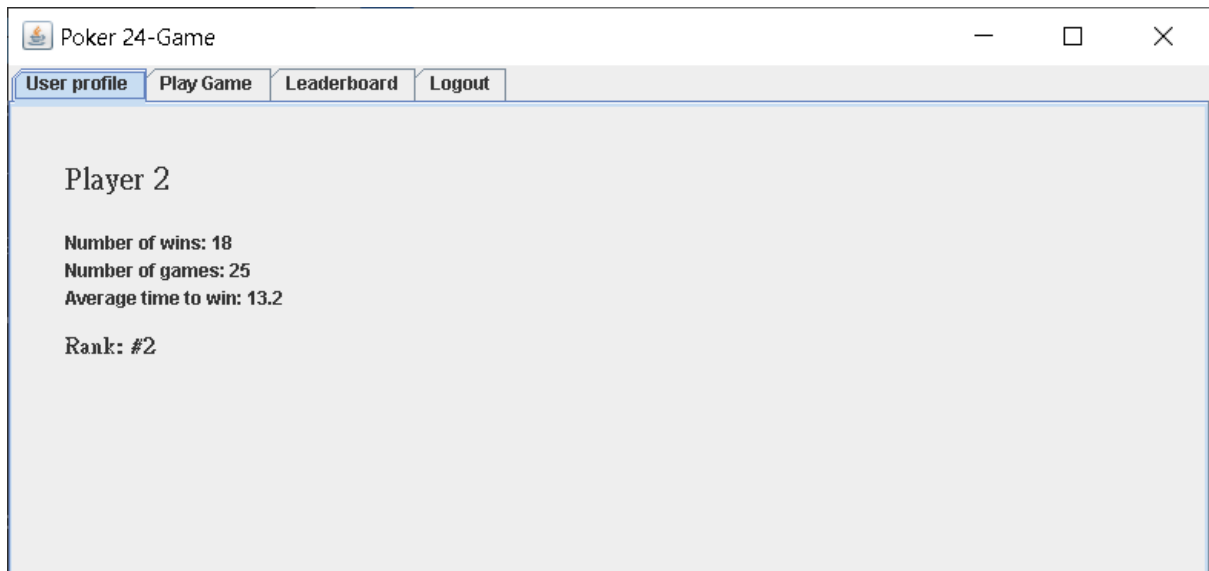 Poker 24-Game
User profile Play Game Leaderboard Logout
Player 2
Number of wins: 18
Number of games: 25
Average time to win: 13.2
Rank: #2